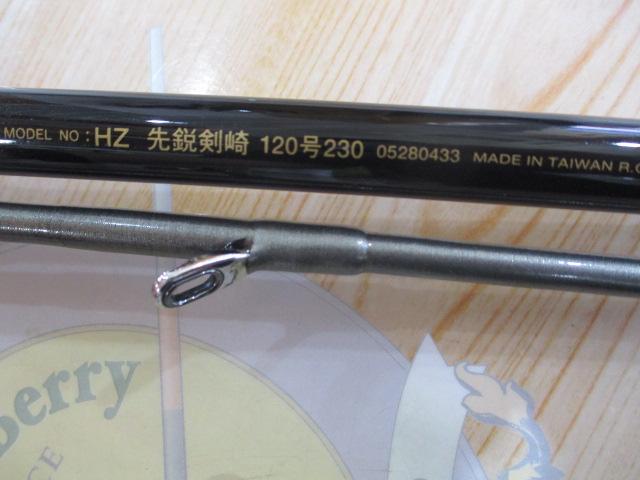 MODEL NO : HZ 先鋭剣崎 120号230 05280433 MADE IN TAIWAN R.O
Berry
CE